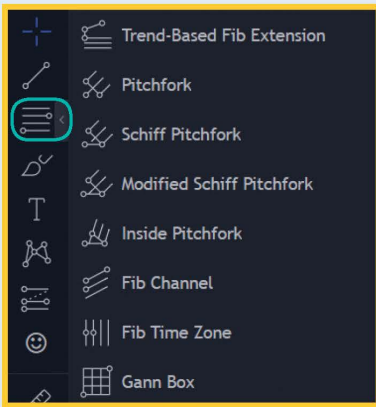 Trend-Based Fib Extension
Pitchfork
Schiff Pitchfork
Modified Schiff Pitchfork
Inside Pitchfork
T
Fib Channel
Fib Time Zone
Gann Box